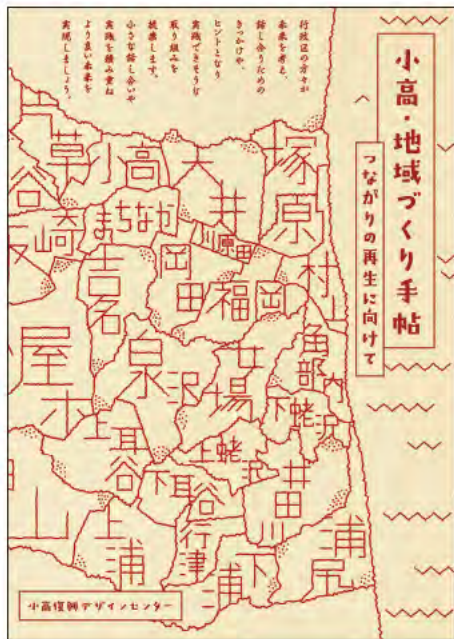 小高・地域づくり手帖
つながりの再生に向けて
行政区の方々が
未来を考え、
話し合うための
きっかけや、
ヒントとなり
実践できそうな
取り組みを
提案します。
小さな話し合いや
実践を積み重ね
より良い未来を
実現しましょう。
塚原
大井
小高
草
谷
村上
川原田
まちなか
崎
友
福岡
岡田
吉名
角部内
女場
泉沢
屋木
下蛯沢
上蛯沢
上耳谷
下耳谷
井田川
浦尻
下浦
行津
上浦
山
小高復興デザインセンター